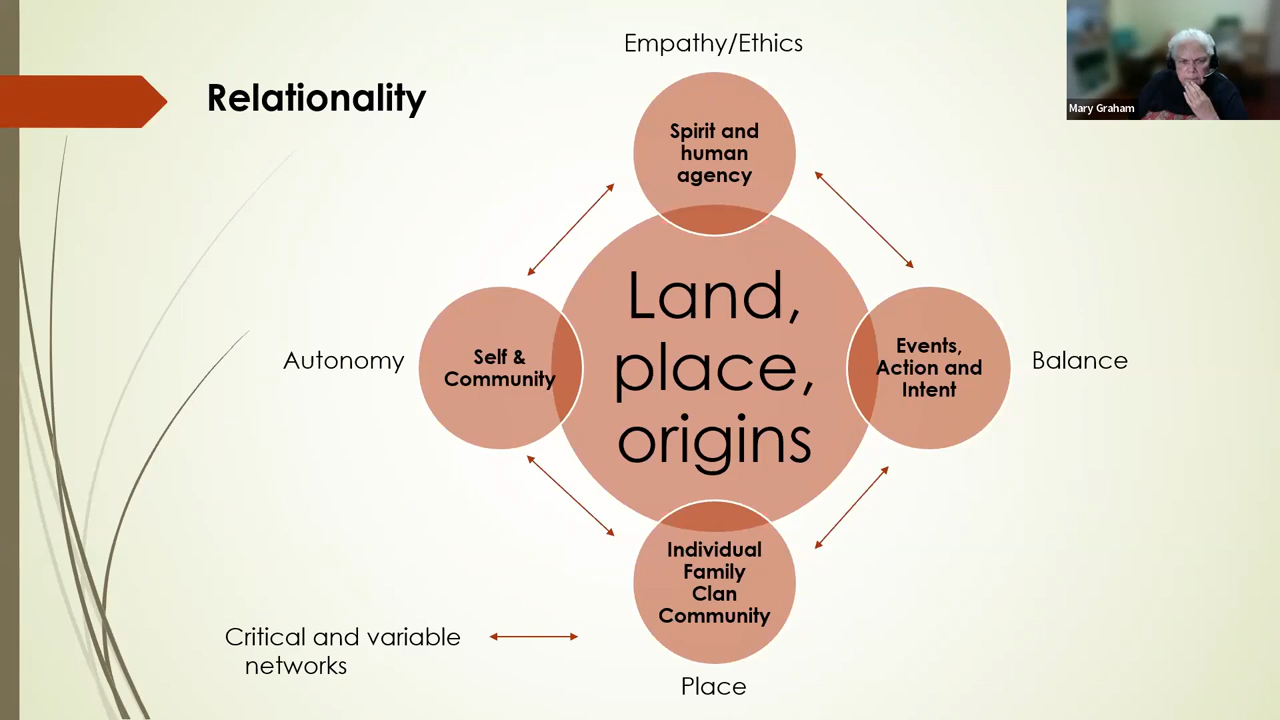 Empathy/Ethics
Mary Graham
Relationality
Spirit and
human
agency
Land,
place,
origins
Autonomy
Self &
Community
Events,
Action and
Intent
Balance
Individual
Family
Clan
Community
Critical and variable
networks
Place